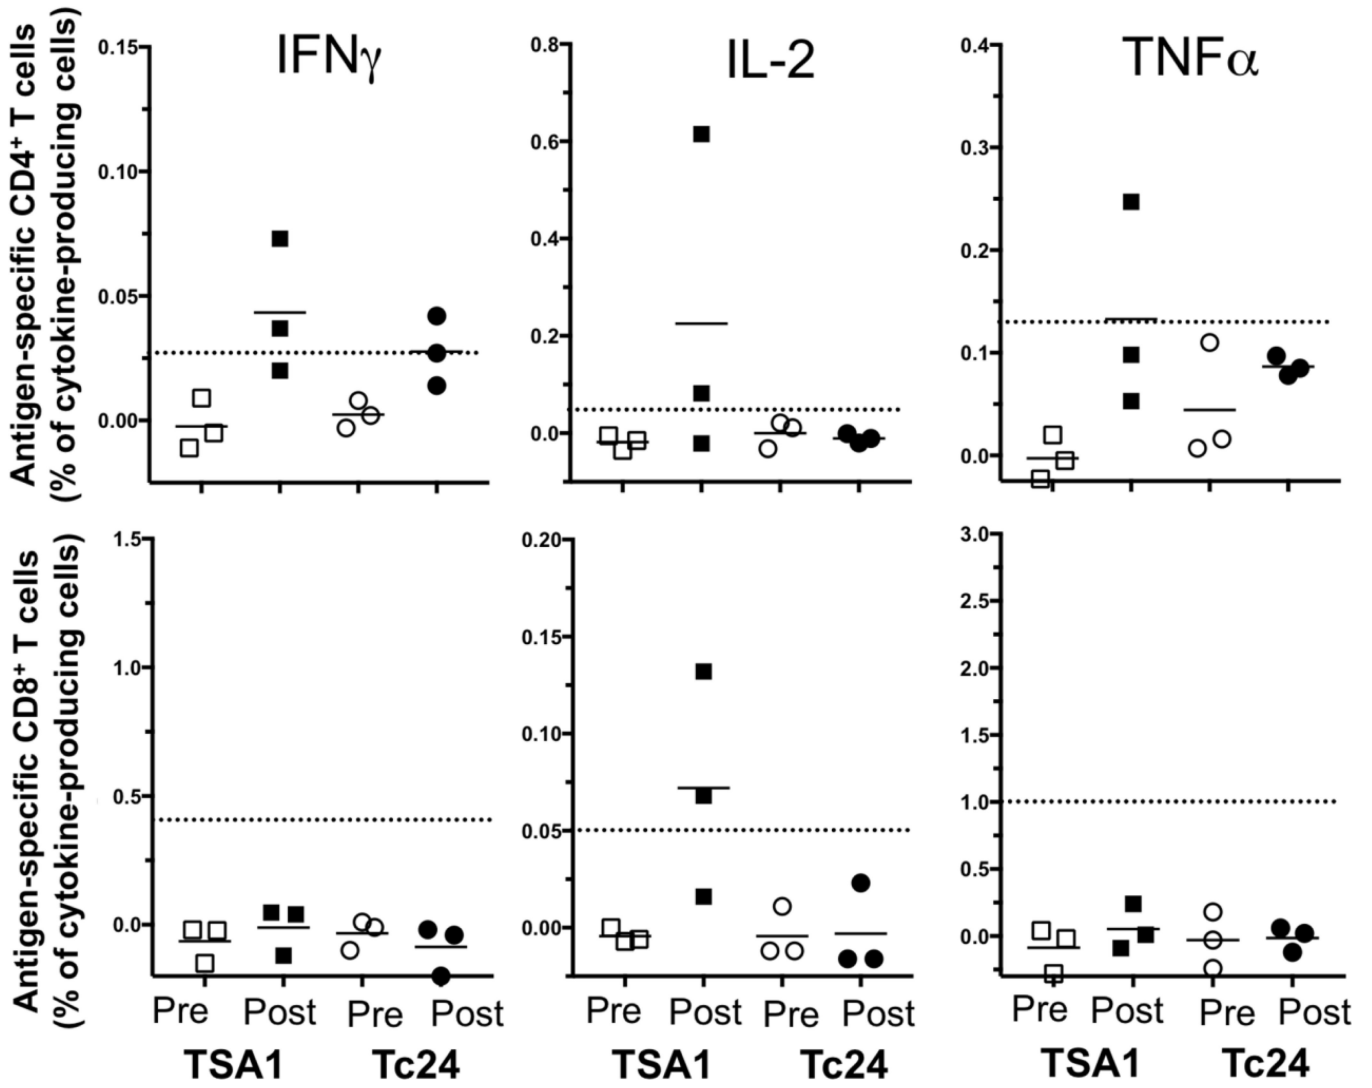 Antigen-specific CD4+ T cells
(% of cytokine-producing cells)
IFNγ
0.15
0.10
0.05
0.00
IL-2
0.8
0.6
0.4
0.2
0.0
TNFα
0.4
0.3
0.2
0.1
0.0
Antigen-specific CD8+ T cells
(% of cytokine-producing cells)
1.5
1.0
0.5
0.0
0.20
0.15
0.10
0.05
0.00
3.0
2.5
2.0
1.5
1.0
0.5
0.0
Pre Post Pre Post
TSA1 Tc24
Pre Post Pre Post
TSA1 Tc24
Pre Post Pre Post
TSA1 Tc24